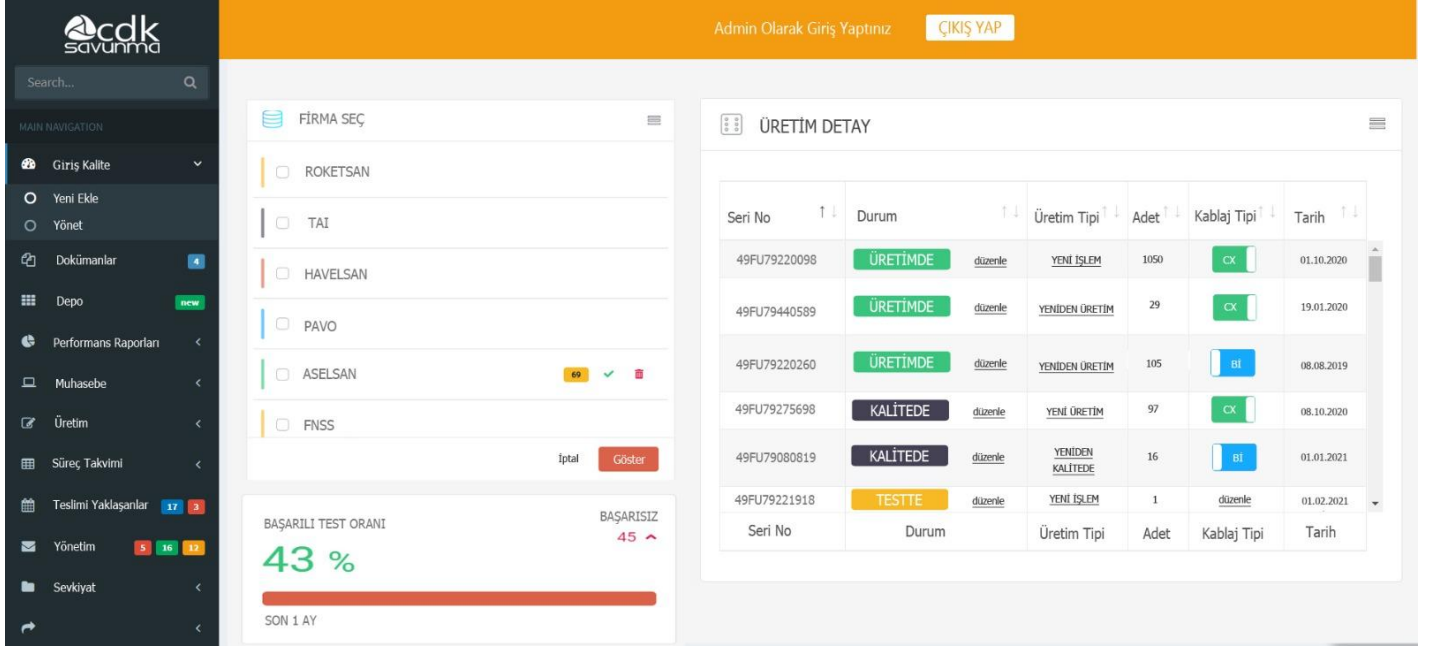 cdk
savunma
Admin Olarak Giriş Yaptınız
ÇIKIŞ YAP
Search...
MAIN NAVIGATION
Giriş Kalite
Yeni Ekle
Yönet
Dokümanlar 4
Depo new
Performans Raporları
Muhasebe
Üretim
Süreç Takvimi
Teslimi Yaklaşanlar 17 3
Yönetim 5 16 12
Sevkiyat
FİRMA SEÇ
ROKETSAN
TAI
HAVELSAN
PAVO
ASELSAN 69
FNSS
İptal Göster
BAŞARILI TEST ORANI
BAŞARISIZ
45
43 %
SON 1 AY
ÜRETİM DETAY
Seri No Durum Üretim Tipi Adet Kablaj Tipi Tarih
49FU79220098 ÜRETİMDE düzenle YENİ İŞLEM 1050 CX 01.10.2020
49FU79440589 ÜRETİMDE düzenle YENİDEN ÜRETİM 29 CX 19.01.2020
49FU79220260 ÜRETİMDE düzenle YENİDEN ÜRETİM 105 Bİ 08.08.2019
49FU79275698 KALİTEDE düzenle YENİ ÜRETİM 97 CX 08.10.2020
49FU79080819 KALİTEDE düzenle YENİDEN KALİTEDE 16 Bİ 01.01.2021
49FU79221918 TESTTE düzenle YENİ İŞLEM 1 düzenle 01.02.2021
Seri No Durum Üretim Tipi Adet Kablaj Tipi Tarih